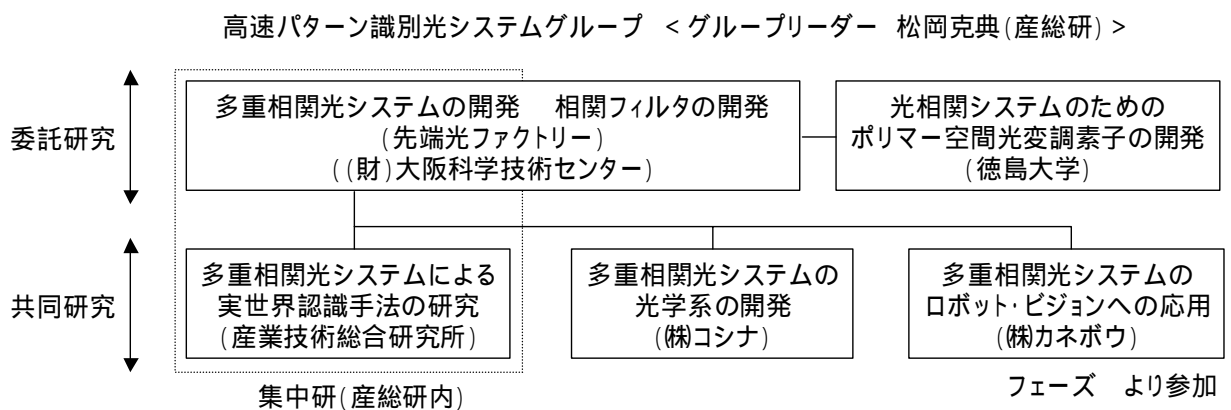 高速パターン識別光システムグループ <グループリーダー 松岡克典(産総研)>
委託研究
多重相関光システムの開発 相関フィルタの開発
(先端光ファクトリー)
((財)大阪科学技術センター)
光相関システムのための
ポリマー空間光変調素子の開発
(徳島大学)
共同研究
多重相関光システムによる
実世界認識手法の研究
(産業技術総合研究所)
多重相関光システムの
光学系の開発
(㈱コシナ)
多重相関光システムの
ロボット・ビジョンへの応用
(㈱カネボウ)
集中研(産総研内)
フェーズ より参加